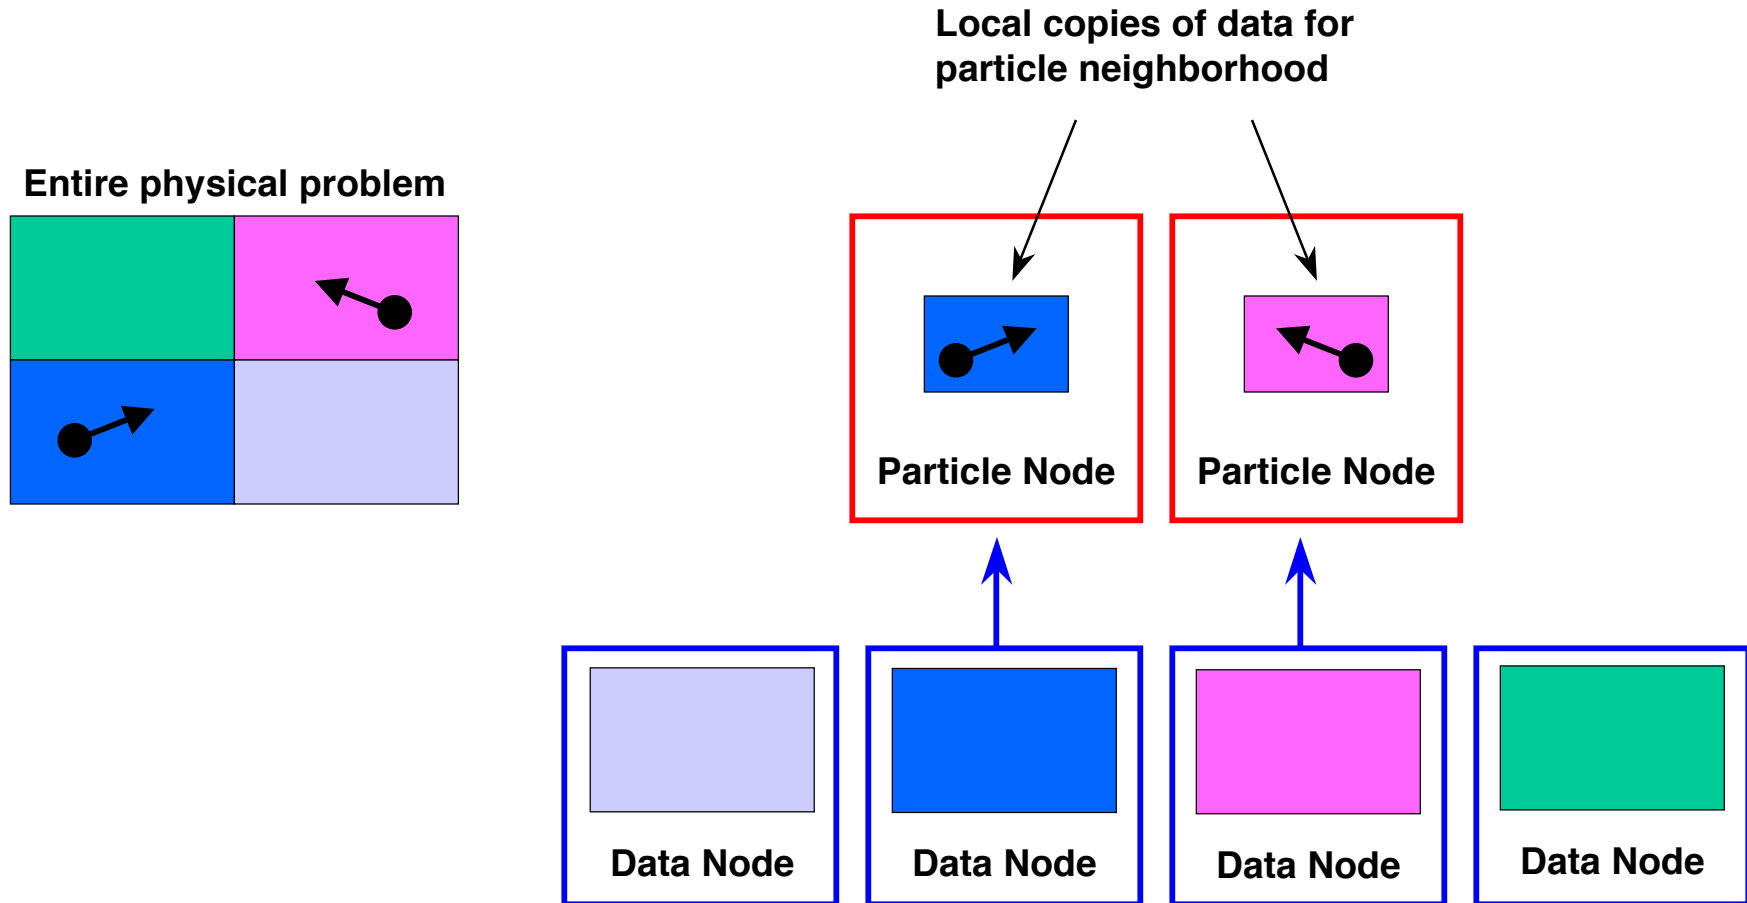 Local copies of data for
particle neighborhood
Entire physical problem
Particle Node
Particle Node
Data Node
Data Node
Data Node
Data Node